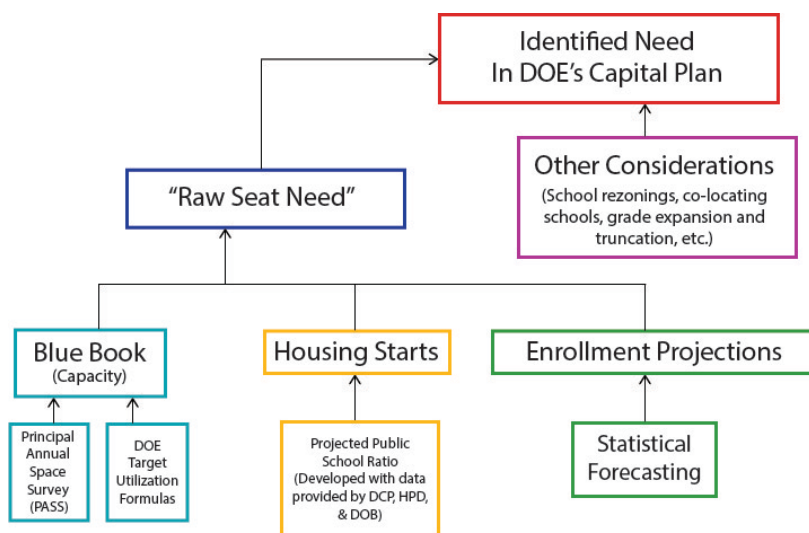 Identified Need
In DOE's Capital Plan
Other Considerations
(School rezonings, co-locating
schools, grade expansion and
truncation, etc.)
“Raw Seat Need”
Blue Book
(Capacity)
Housing Starts
Enrollment Projections
Principal
Annual
Space
Survey
(PASS)
DOE
Target
Utilization
Formulas
Projected Public
School Ratio
(Developed with data
provided by DCP, HPD,
& DOB)
Statistical
Forecasting